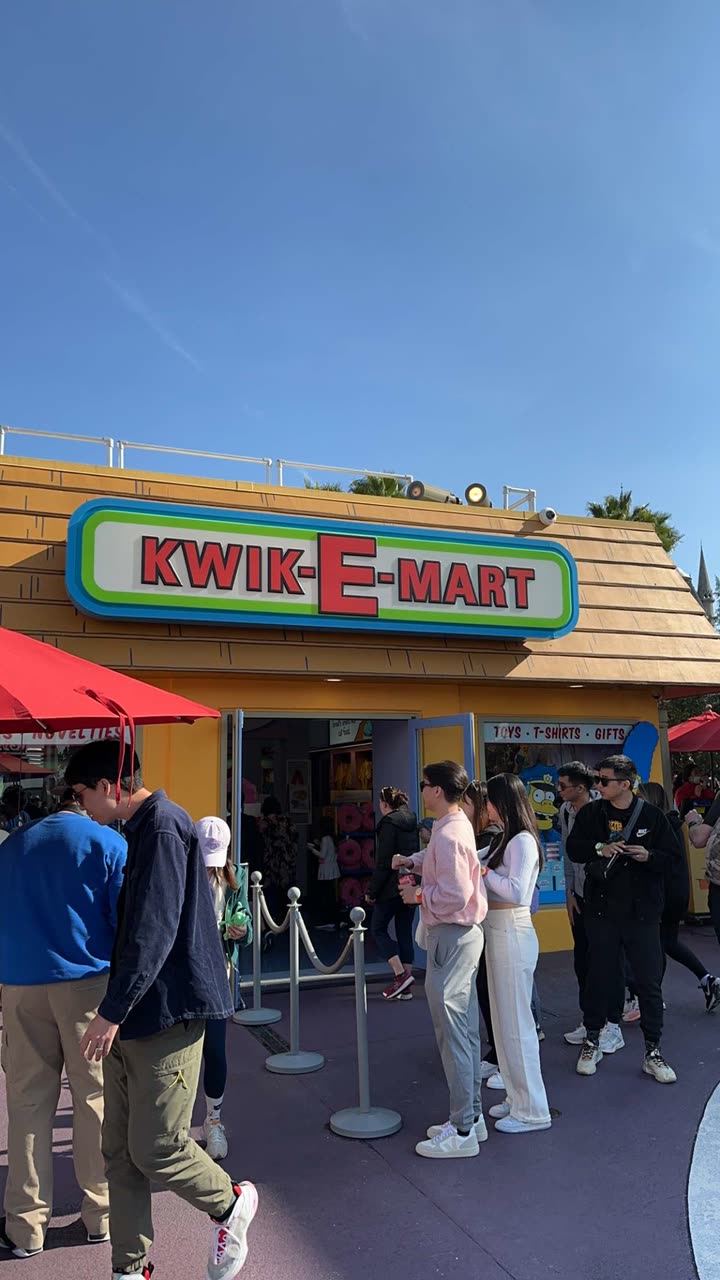 KWIK-E-MART
TOYS · T-SHIRTS · GIFTS
NOVELTIES